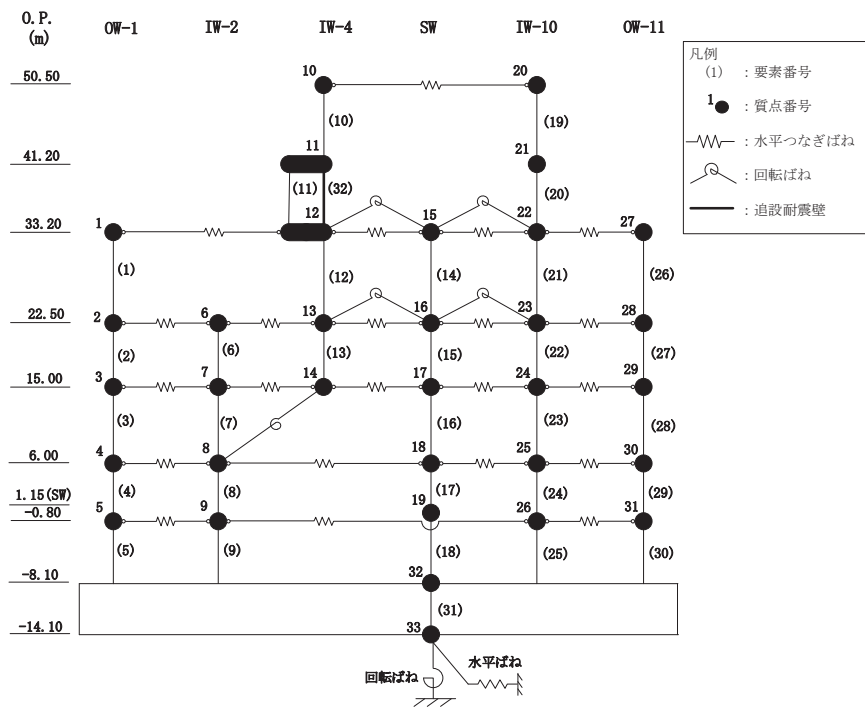 O.P.
(m)
OW-1 IW-2 IW-4 SW IW-10 OW-11
凡例
(1) : 要素番号
1 : 質点番号
: 水平つなぎばね
: 回転ばね
: 追設耐震壁
50.50 10 20
(10) (19)
41.20 11 21
(11) (32) (20)
33.20 1 12 15 22 27
(1) (12) (14) (21) (26)
22.50 2 6 13 16 23 28
(2) (6) (13) (15) (22) (27)
15.00 3 7 14 17 24 29
(3) (7) (16) (23) (28)
6.00 4 8 18 25 30
(4) (8) (17) (24) (29)
1.15(SW) 19
-0.80 5 9 26 31
(5) (9) (18) (25) (30)
-8.10 32
(31)
-14.10 33
回転ばね 水平ばね